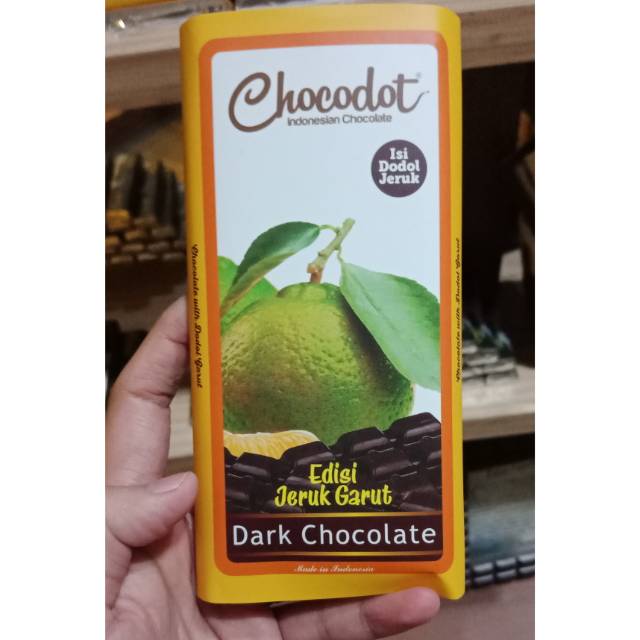 Chocodot®
Indonesian Chocolate
Isi
Dodol
Jeruk
Chocolate with Dodol Garut
Chocolate with Dodol Garut
Edisi
Jeruk Garut
Dark Chocolate
Made in Indonesia